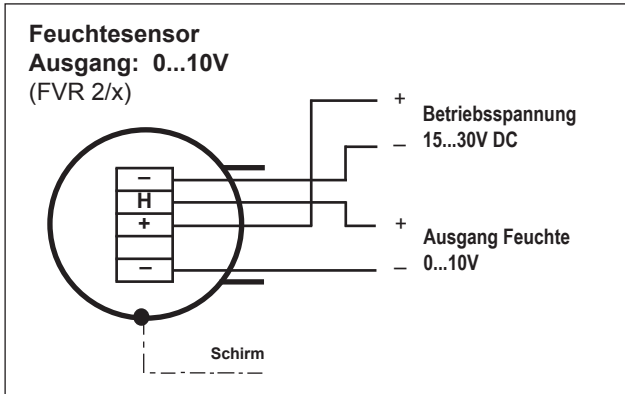 Feuchtesensor
Ausgang: 0...10V
(FVR 2/x)
+
Betriebsspannung
– 15...30V DC
–
H
+
–
+
Ausgang Feuchte
– 0...10V
Schirm